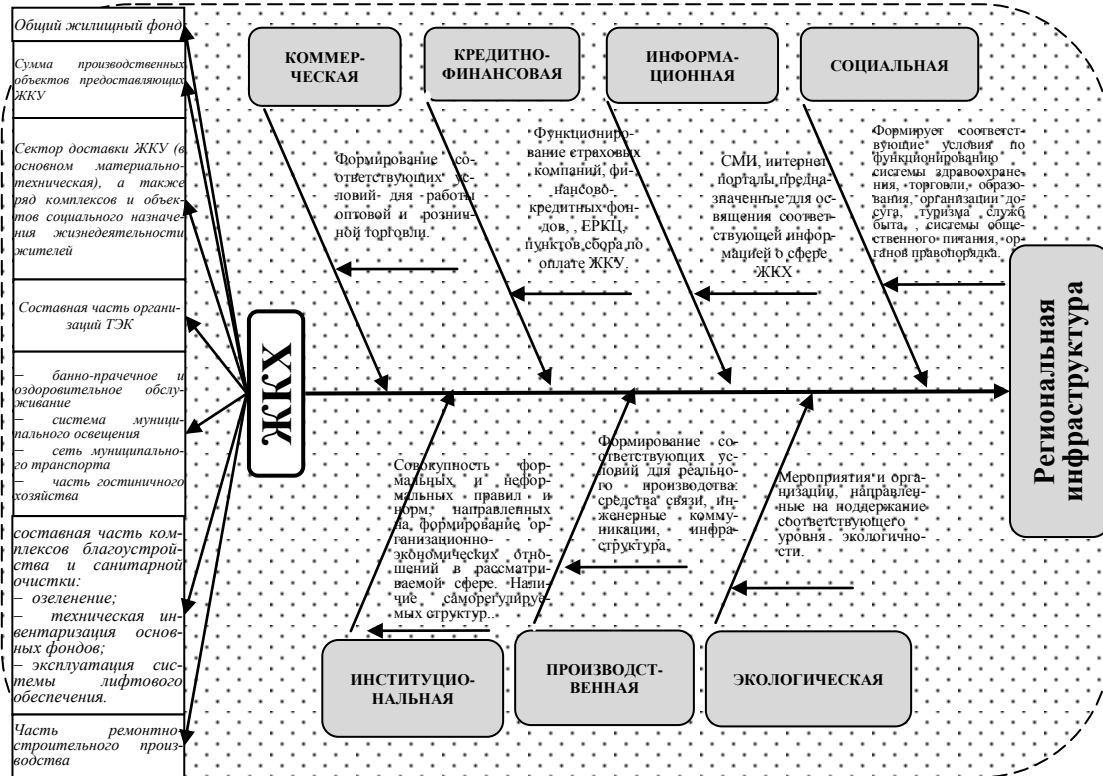 Общий жилищный фонд
Сумма производственных
объектов предоставляющих
ЖКУ
Сектор доставки ЖКУ (в
основном материально-
техническая), а также
ряд комплексов и объек-
тов социального назначе-
ния жизнедеятельности
жителей
Составная часть органи-
заций ТЭК
– банно-прачечное и
оздоровительное обслу-
живание
– система муници-
пального освещения
– сеть муниципально-
го транспорта
– часть гостиничного
хозяйства
составная часть ком-
плексов благоустрой-
ства и санитарной
очистки:
– озеленение;
– техническая ин-
вентаризация основ-
ных фондов;
– эксплуатация сис-
темы лифтового
обеспечения.
Часть ремонтно-
строительного произ-
водства
ЖКХ
КОММЕР-
ЧЕСКАЯ
КРЕДИТНО-
ФИНАНСОВАЯ
ИНФОРМА-
ЦИОННАЯ
СОЦИАЛЬНАЯ
Формирование со-
ответствующих ус-
ловий для работы
оптовой и рознич-
ной торговли.
Функциониро-
вание страховых
компаний, фи-
нансово-
кредитных фон-
дов, , ЕРКЦ,
пунктов сбора по
оплате ЖКУ.
СМИ, интернет
порталы предна-
значенные для ос-
вящения соответ-
ствующей инфор-
мацией о сфере
ЖКХ
Формирует соответст-
вующие условия по
функционированию
системы здравоохране-
ния, торговли, образо-
вания, организации до-
суга, туризма служб
быта, , системы обще-
ственного питания, ор-
ганов правопорядка.
Региональная
инфраструктура
Совокупность фор-
мальных и нефор-
мальных правил и
норм, направленных
на формирование ор-
ганизационно-
экономических отно-
шений в рассматри-
ваемой сфере. Нали-
чие саморегулируе-
мых структур..
Формирование со-
ответствующих ус-
ловий для реально-
го производства:
средства связи, ин-
женерные комму-
никации, инфра-
структура.
Мероприятия и орга-
низации, направлен-
ные на поддержание
соответствующего
уровня экологично-
сти.
ИНСТИТУЦИО-
НАЛЬНАЯ
ПРОИЗВОДСТ-
ВЕННАЯ
ЭКОЛОГИЧЕСКАЯ